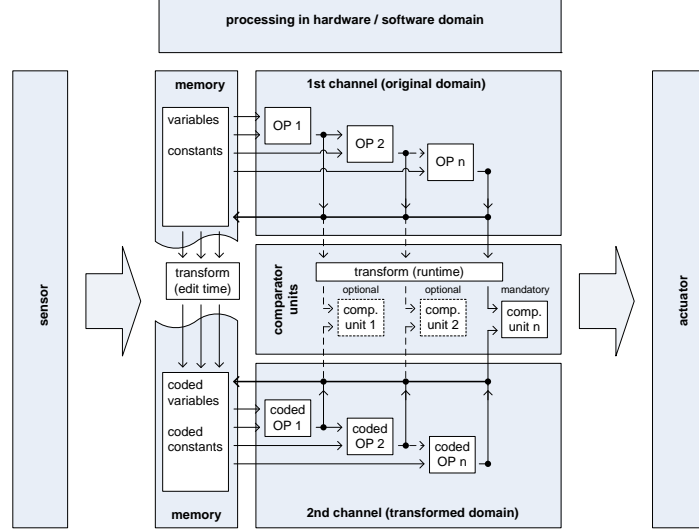 processing in hardware / software domain
sensor
memory
variables
constants
1st channel (original domain)
OP 1
OP 2
OP n
transform
(edit time)
comparator
units
transform (runtime)
optional
optional
mandatory
comp.
unit 1
comp.
unit 2
comp.
unit n
coded
variables
coded
constants
memory
coded
OP 1
coded
OP 2
coded
OP n
2nd channel (transformed domain)
actuator